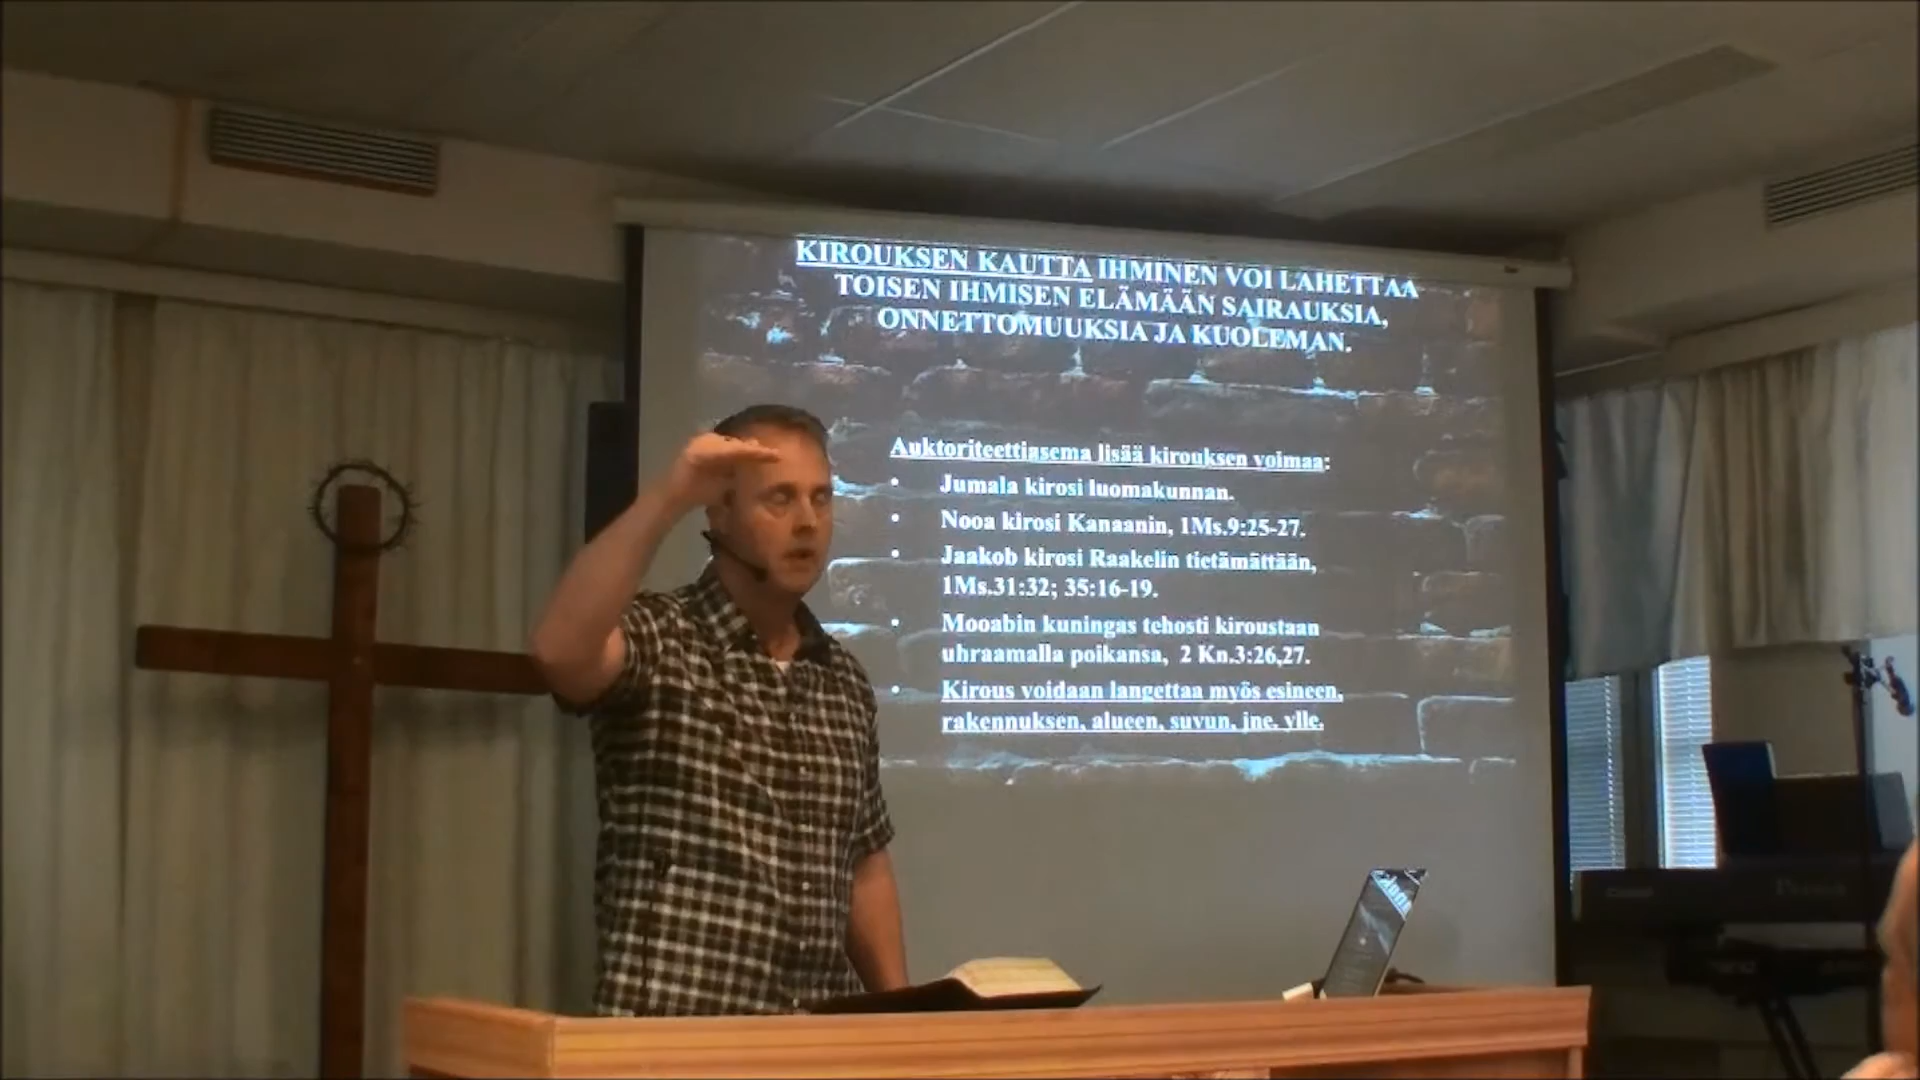 KIROUKSEN KAUTTA IHMINEN VOI LÄHETTÄÄ
TOISEN IHMISEN ELÄMÄÄN SAIRAUKSIA,
ONNETTOMUUKSIA JA KUOLEMAN.
Auktoriteettiasema lisää kirouksen voimaa:
• Jumala kirosi luomakunnan.
• Nooa kirosi Kanaanin, 1Ms.9:25-27.
• Jaakob kirosi Raakelin tietämättään,
1Ms.31:32; 35:16-19.
• Mooabin kuningas tehosti kiroustaan
uhraamalla poikansa, 2 Kn.3:26,27.
• Kirous voidaan langettaa myös esineen,
rakennuksen, alueen, suvun, jne. ylle.